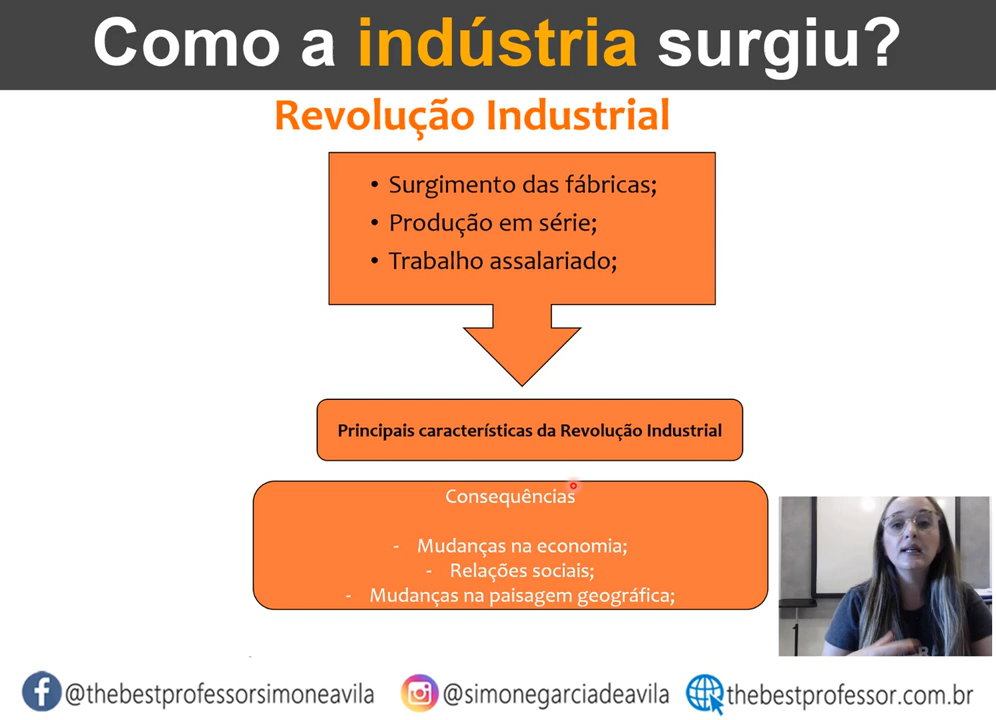 Como a indústria surgiu?
Revolução Industrial
• Surgimento das fábricas;
• Produção em série;
• Trabalho assalariado;
Principais características da Revolução Industrial
Consequências
- Mudanças na economia;
- Relações sociais;
- Mudanças na paisagem geográfica;
@thebestprofessorsimoneavila @simonegarciadeavila thebestprofessor.com.br